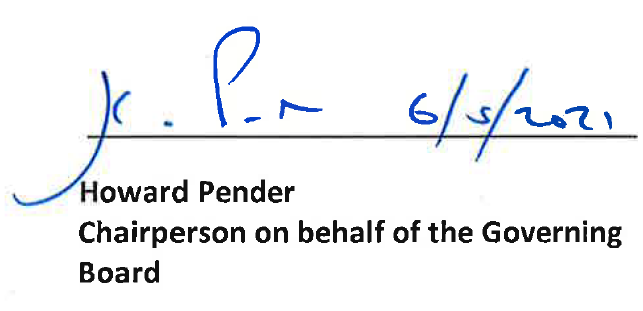 6/5/2021
Howard Pender
Chairperson on behalf of the Governing
Board